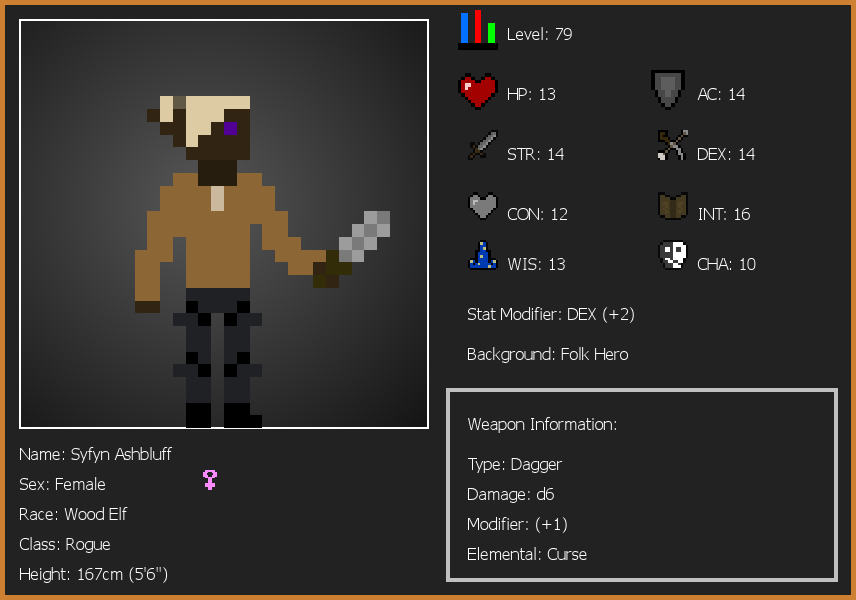 Level: 79
HP: 13
AC: 14
STR: 14
DEX: 14
CON: 12
INT: 16
WIS: 13
CHA: 10
Stat Modifier: DEX (+2)
Background: Folk Hero
Weapon Information:
Type: Dagger
Damage: d6
Modifier: (+1)
Elemental: Curse
Name: Syfyn Ashbluff
Sex: Female
Race: Wood Elf
Class: Rogue
Height: 167cm (5'6")